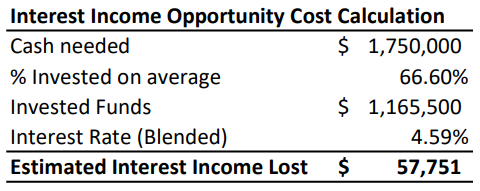 Interest Income Opportunity Cost Calculation
Cash needed $ 1,750,000
% Invested on average 66.60%
Invested Funds $ 1,165,500
Interest Rate (Blended) 4.59%
Estimated Interest Income Lost $ 57,751